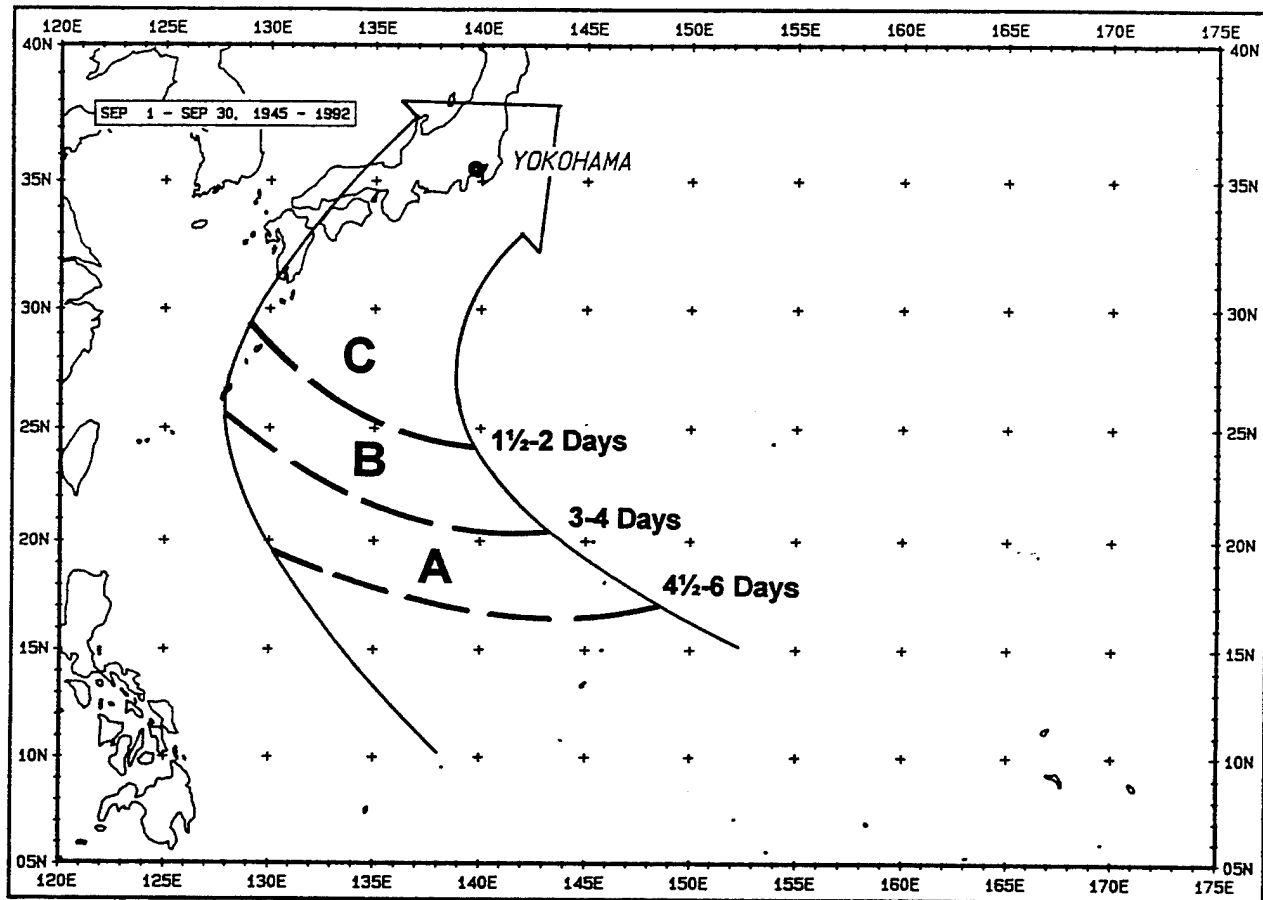 120E 125E 130E 135E 140E 145E 150E 155E 160E 165E 170E 175E
40N 40N
SEP 1 - SEP 30, 1945 - 1992
YOKOHAMA
35N 35N
30N 30N
C
25N 1½-2 Days 25N
B
3-4 Days
20N 20N
A
4½-6 Days
15N 15N
10N 10N
05N 05N
120E 125E 130E 135E 140E 145E 150E 155E 160E 165E 170E 175E